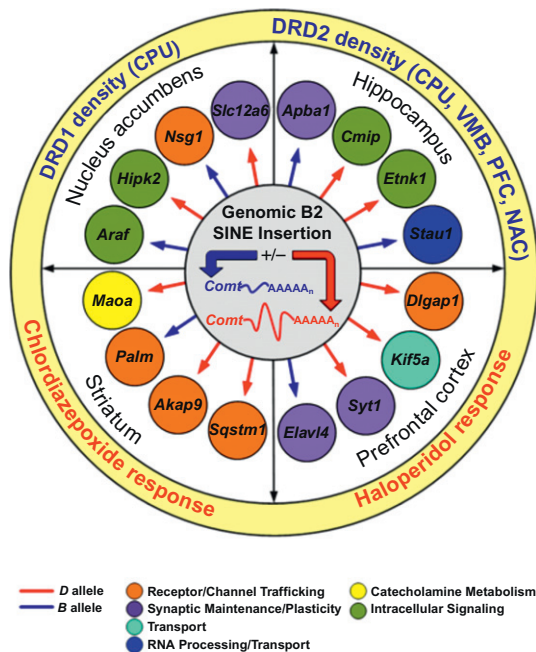 DRD1 density (CPU)
DRD2 density (CPU, VMB, PFC, NAC)
Nucleus accumbens
Hippocampus
Slc12a6
Apba1
Nsg1
Cmip
Hipk2
Etnk1
Araf
Stau1
Genomic B2
SINE Insertion
+/−
Comt AAAAAn
Comt AAAAAn
Maoa
Dlgap1
Palm
Kif5a
Akap9
Syt1
Sqstm1
Elavl4
Striatum
Prefrontal cortex
Chlordiazepoxide response
Haloperidol response
D allele
B allele
Receptor/Channel Trafficking
Synaptic Maintenance/Plasticity
Transport
RNA Processing/Transport
Catecholamine Metabolism
Intracellular Signaling